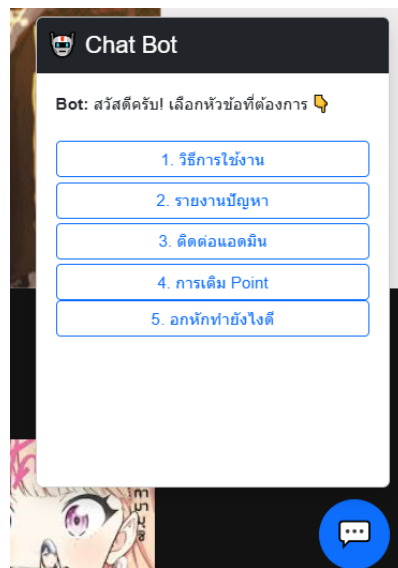 Chat Bot
Bot: สวัสดีครับ! เลือกหัวข้อที่ต้องการ 👇
1. วิธีการใช้งาน
2. รายงานปัญหา
3. ติดต่อแอดมิน
4. การเติม Point
5. อกหักทำยังไงดี